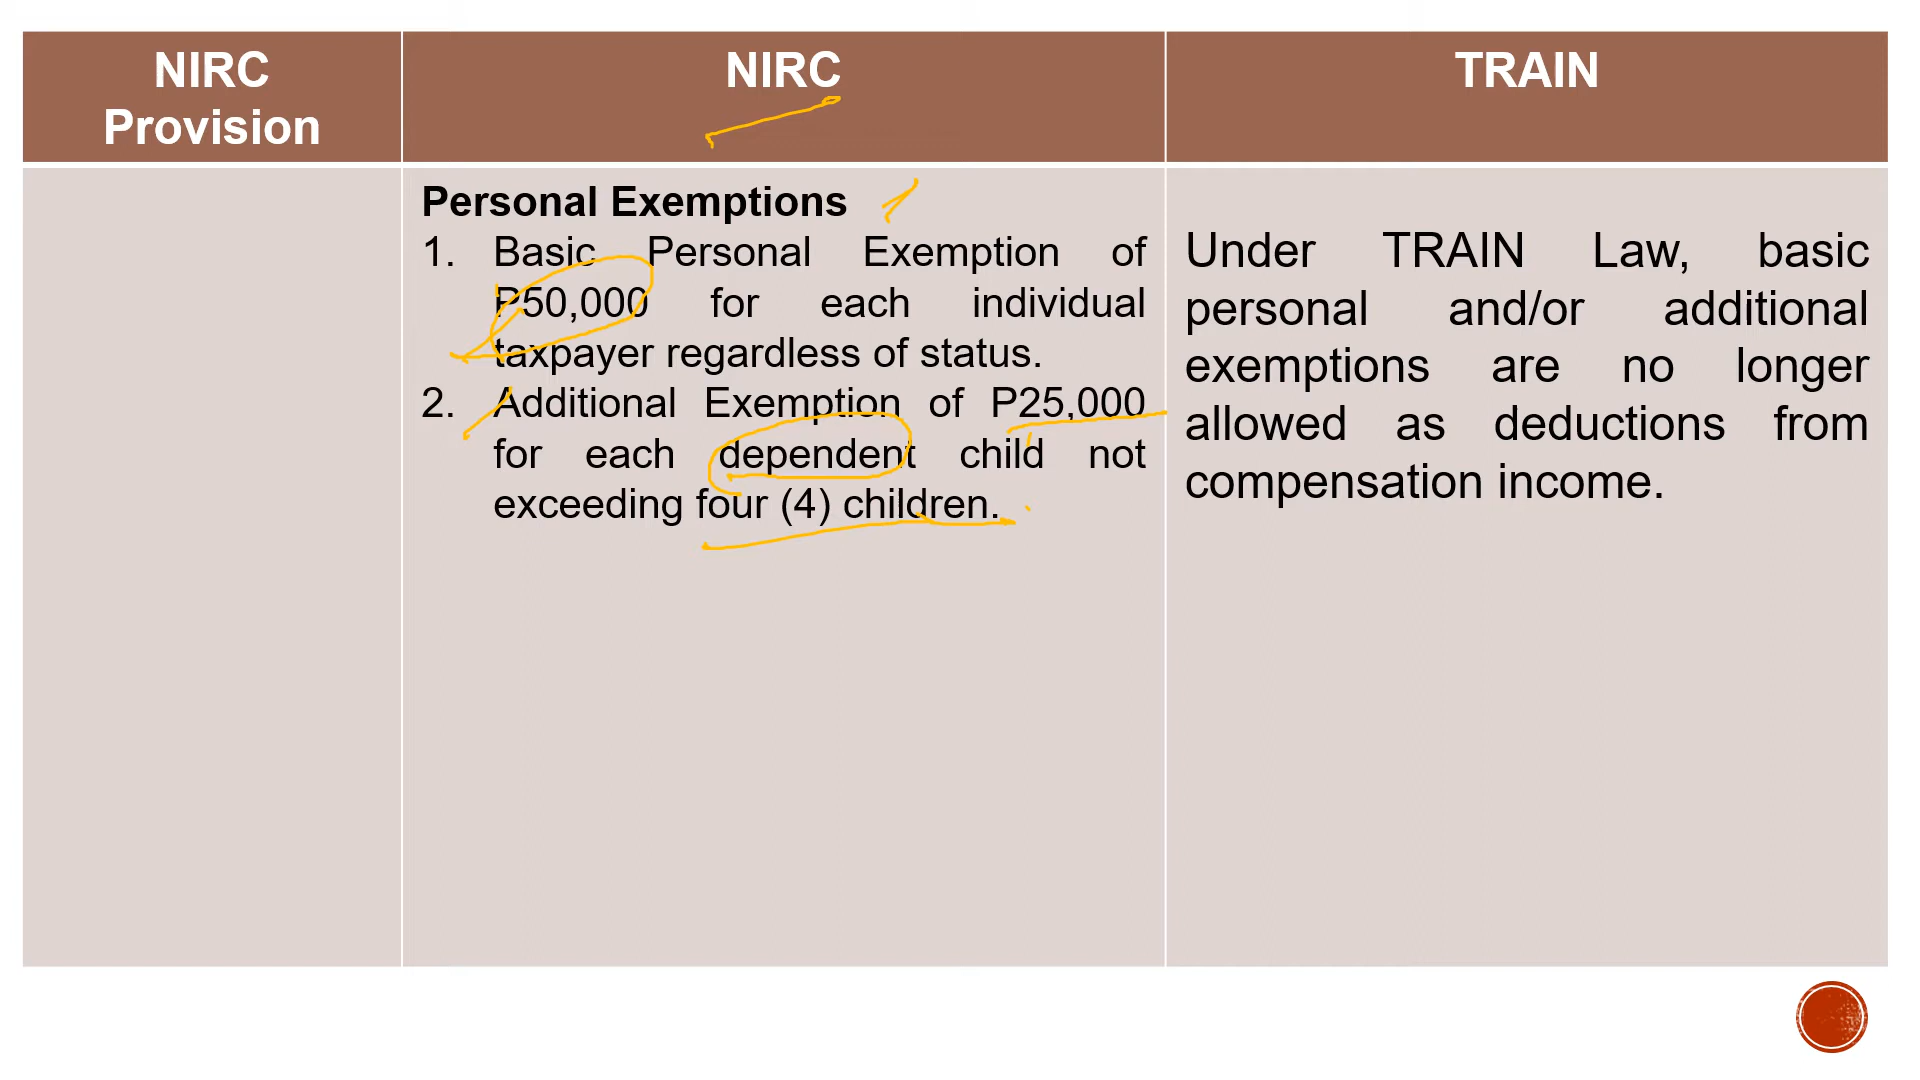 NIRC
Provision
NIRC
TRAIN
Personal Exemptions
1. Basic Personal Exemption of
P50,000 for each individual
taxpayer regardless of status.
2. Additional Exemption of P25,000
for each dependent child not
exceeding four (4) children.
Under TRAIN Law, basic
personal and/or additional
exemptions are no longer
allowed as deductions from
compensation income.